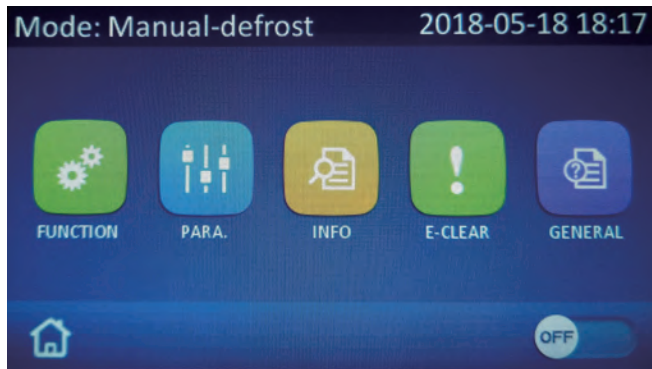 Mode: Manual-defrost 2018-05-18 18:17
FUNCTION PARA. INFO E-CLEAR GENERAL
OFF